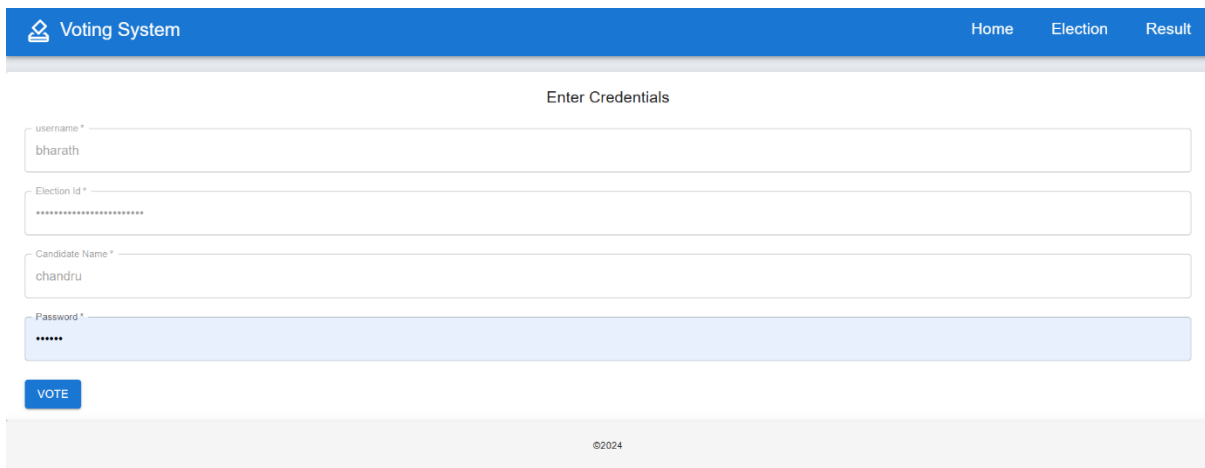 Voting System Home Election Result
Enter Credentials
username *
bharath
Election Id *
••••••••••••••••••••••••
Candidate Name *
chandru
Password *
••••••
VOTE
©2024